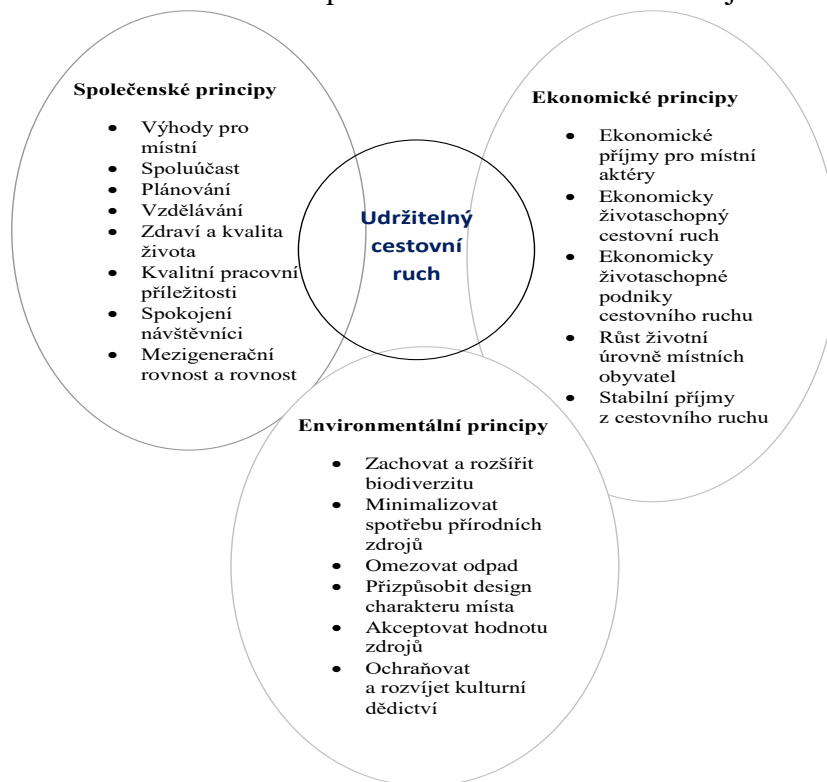 Společenské principy
• Výhody pro
místní
• Spoluúčast
• Plánování
• Vzdělávání
• Zdraví a kvalita
života
• Kvalitní pracovní
příležitosti
• Spokojení
návštěvníci
• Mezigenerační
rovnost a rovnost
Udržitelný
cestovní
ruch
Ekonomické principy
• Ekonomické
příjmy pro místní
aktéry
• Ekonomicky
životaschopný
cestovní ruch
• Ekonomicky
životaschopné
podniky
cestovního ruchu
• Růst životní
úrovně místních
obyvatel
• Stabilní příjmy
z cestovního ruchu
Environmentální principy
• Zachovat a rozšířit
biodiverzitu
• Minimalizovat
spotřebu přírodních
zdrojů
• Omezovat odpad
• Přizpůsobit design
charakteru místa
• Akceptovat hodnotu
zdrojů
• Ochraňovat
a rozvíjet kulturní
dědictví